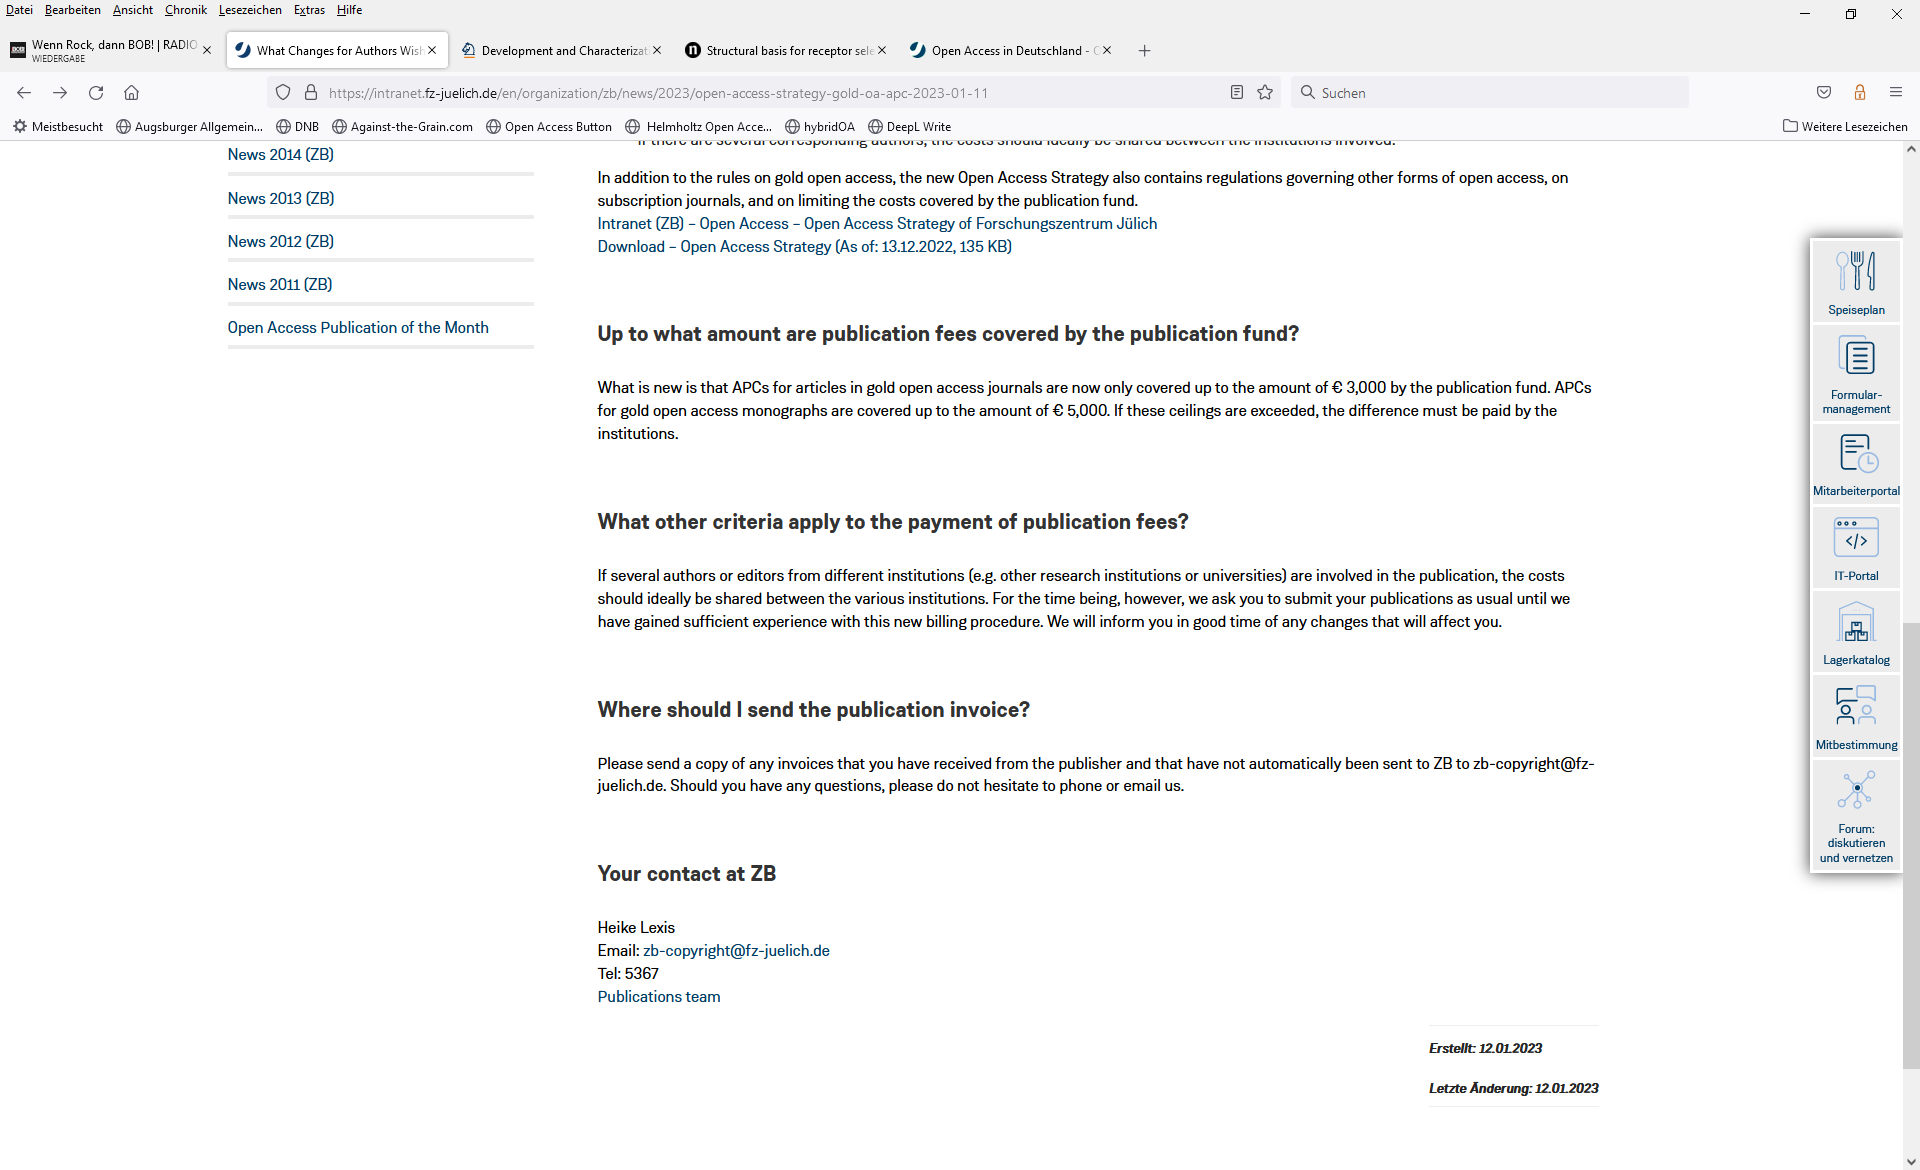 Datei Bearbeiten Ansicht Chronik Lesezeichen Extras Hilfe
Wenn Rock, dann BOB! | RADIO
WIEDERGABE
What Changes for Authors Wish
Development and Characterizat
Structural basis for receptor sele
Open Access in Deutschland -
https://intranet.fz-juelich.de/en/organization/zb/news/2023/open-access-strategy-gold-oa-apc-2023-01-11
Suchen
Meistbesucht Augsburger Allgemein... DNB Against-the-Grain.com Open Access Button Helmholtz Open Acce... hybridOA DeepL Write Weitere Lesezeichen
News 2014 (ZB)
News 2013 (ZB)
News 2012 (ZB)
News 2011 (ZB)
Open Access Publication of the Month
If there are several corresponding authors, the costs should ideally be shared between the institutions involved.
In addition to the rules on gold open access, the new Open Access Strategy also contains regulations governing other forms of open access, on
subscription journals, and on limiting the costs covered by the publication fund.
Intranet (ZB) – Open Access – Open Access Strategy of Forschungszentrum Jülich
Download – Open Access Strategy (As of: 13.12.2022, 135 KB)
Up to what amount are publication fees covered by the publication fund?
What is new is that APCs for articles in gold open access journals are now only covered up to the amount of € 3,000 by the publication fund. APCs
for gold open access monographs are covered up to the amount of € 5,000. If these ceilings are exceeded, the difference must be paid by the
institutions.
What other criteria apply to the payment of publication fees?
If several authors or editors from different institutions (e.g. other research institutions or universities) are involved in the publication, the costs
should ideally be shared between the various institutions. For the time being, however, we ask you to submit your publications as usual until we
have gained sufficient experience with this new billing procedure. We will inform you in good time of any changes that will affect you.
Where should I send the publication invoice?
Please send a copy of any invoices that you have received from the publisher and that have not automatically been sent to ZB to zb-copyright@fz-
juelich.de. Should you have any questions, please do not hesitate to phone or email us.
Your contact at ZB
Heike Lexis
Email: zb-copyright@fz-juelich.de
Tel: 5367
Publications team
Erstellt: 12.01.2023
Letzte Änderung: 12.01.2023
Speiseplan
Formular-
management
Mitarbeiterportal
IT-Portal
Lagerkatalog
Mitbestimmung
Forum:
diskutieren
und vernetzen